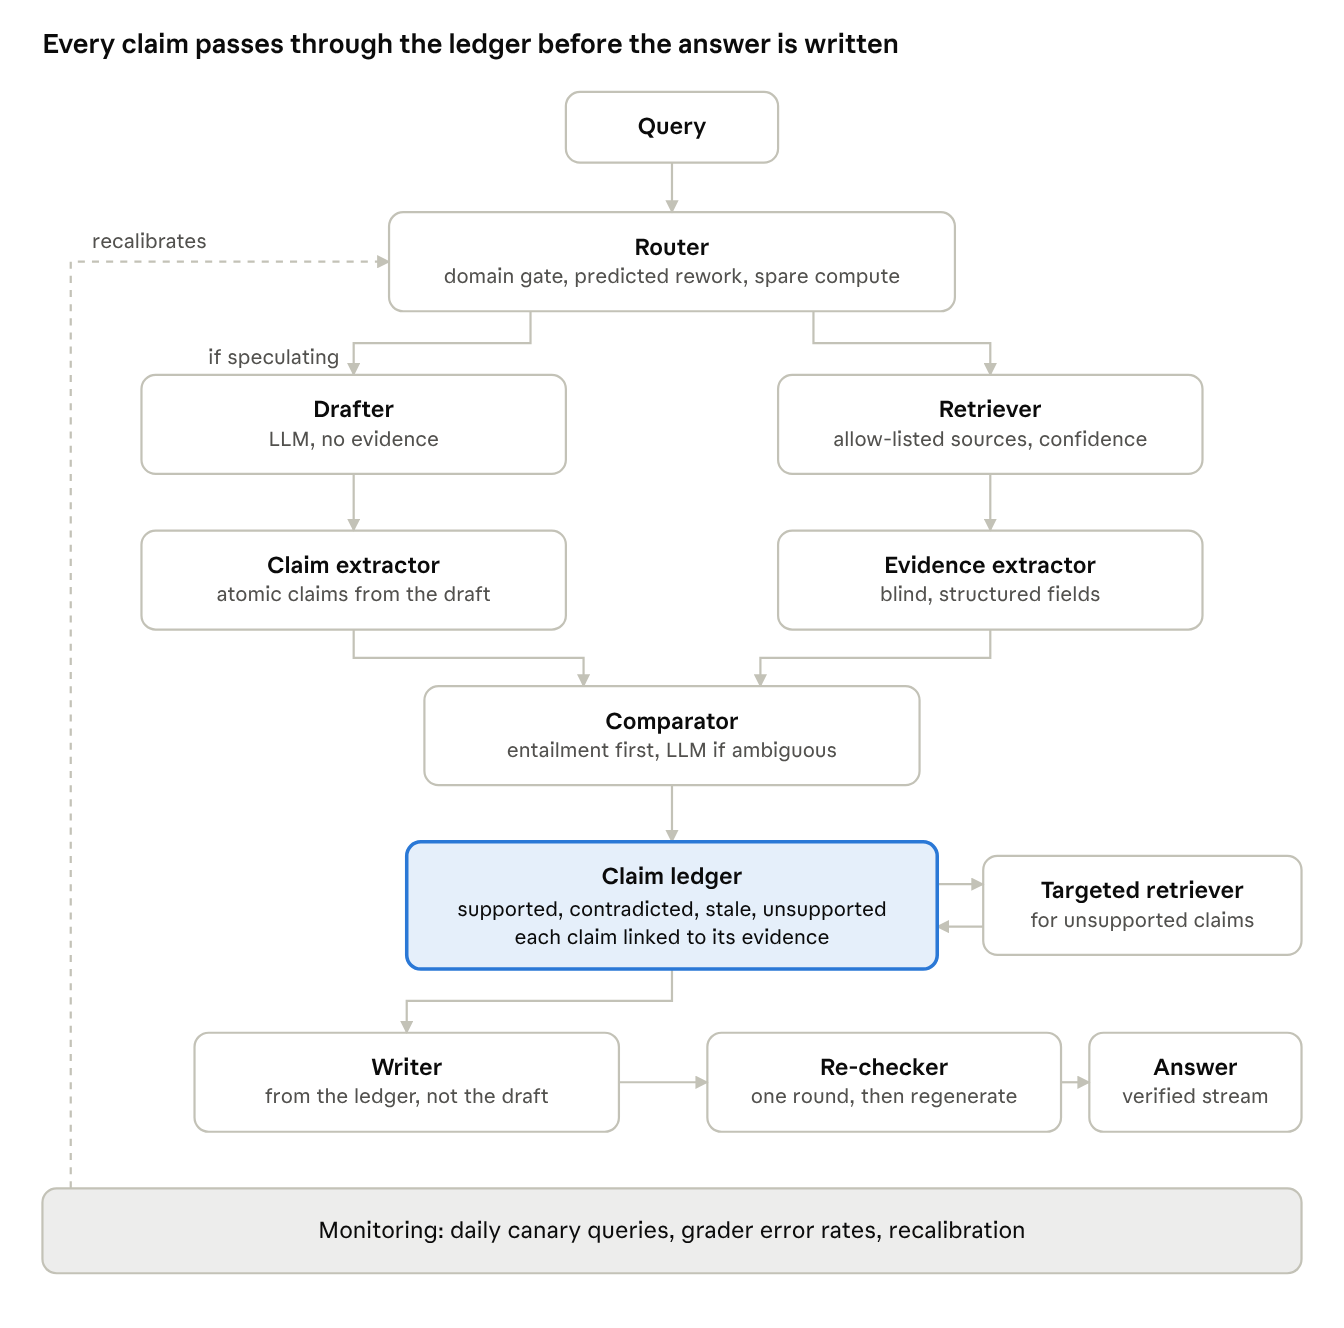 Every claim passes through the ledger before the answer is written
Query
recalibrates
Router
domain gate, predicted rework, spare compute
if speculating
Drafter
LLM, no evidence
Retriever
allow-listed sources, confidence
Claim extractor
atomic claims from the draft
Evidence extractor
blind, structured fields
Comparator
entailment first, LLM if ambiguous
Claim ledger
supported, contradicted, stale, unsupported
each claim linked to its evidence
Targeted retriever
for unsupported claims
Writer
from the ledger, not the draft
Re-checker
one round, then regenerate
Answer
verified stream
Monitoring: daily canary queries, grader error rates, recalibration